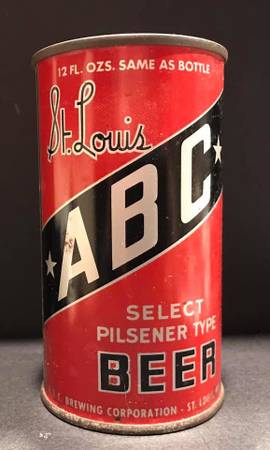 12 FL. OZS. SAME AS BOTTLE
St. Louis
ABC
SELECT
PILSENER TYPE
BEER
BREWING CORPORATION - ST. LOUIS